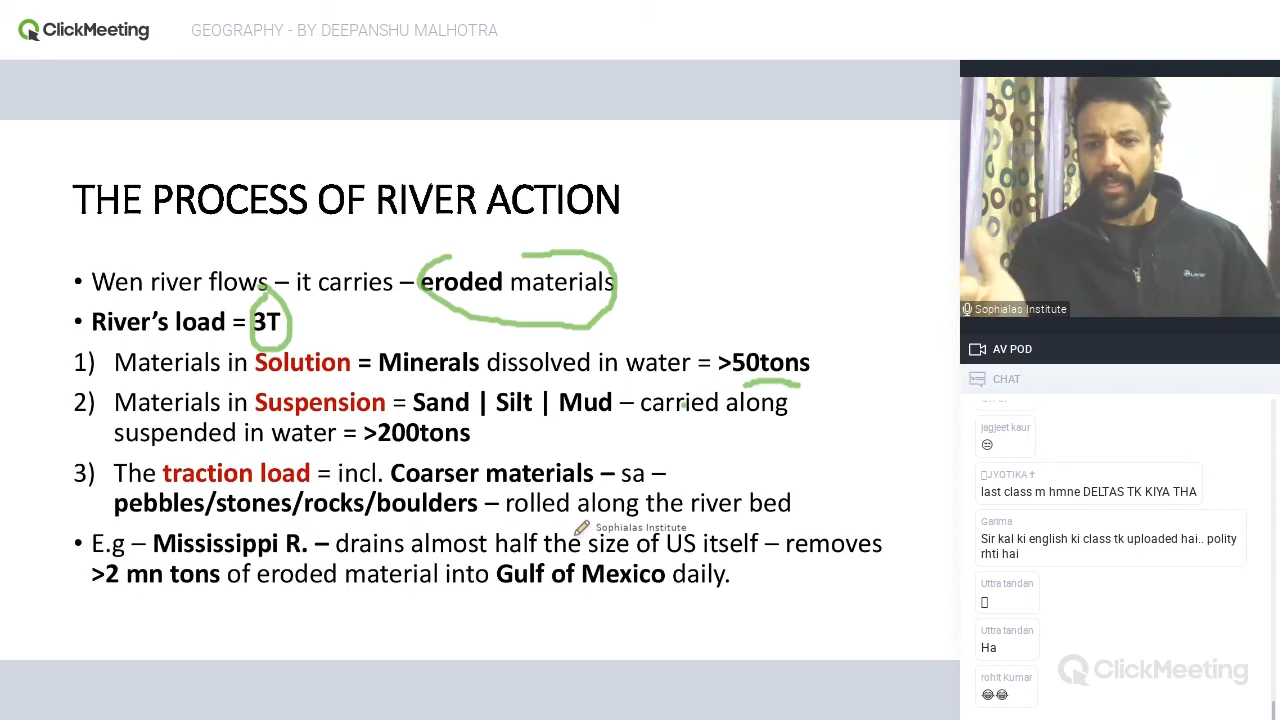 ClickMeeting
GEOGRAPHY - BY DEEPANSHU MALHOTRA
THE PROCESS OF RIVER ACTION
• Wen river flows – it carries – eroded materials
• River's load = 3T
1) Materials in Solution = Minerals dissolved in water = >50tons
2) Materials in Suspension = Sand | Silt | Mud – carried along
suspended in water = >200tons
3) The traction load = incl. Coarser materials – sa –
pebbles/stones/rocks/boulders – rolled along the river bed
Sophialas Institute
• E.g – Mississippi R. – drains almost half the size of US itself – removes
>2 mn tons of eroded material into Gulf of Mexico daily.
Sophialas Institute
AV POD
CHAT
jagjeet kaur
JYOTIKA
last class m hmne DELTAS TK KIYA THA
Garima
Sir kal ki english ki class tk uploaded hai.. polity
rhti hai
Uttra tandan
Uttra tandan
Ha
rohit Kumar
ClickMeeting